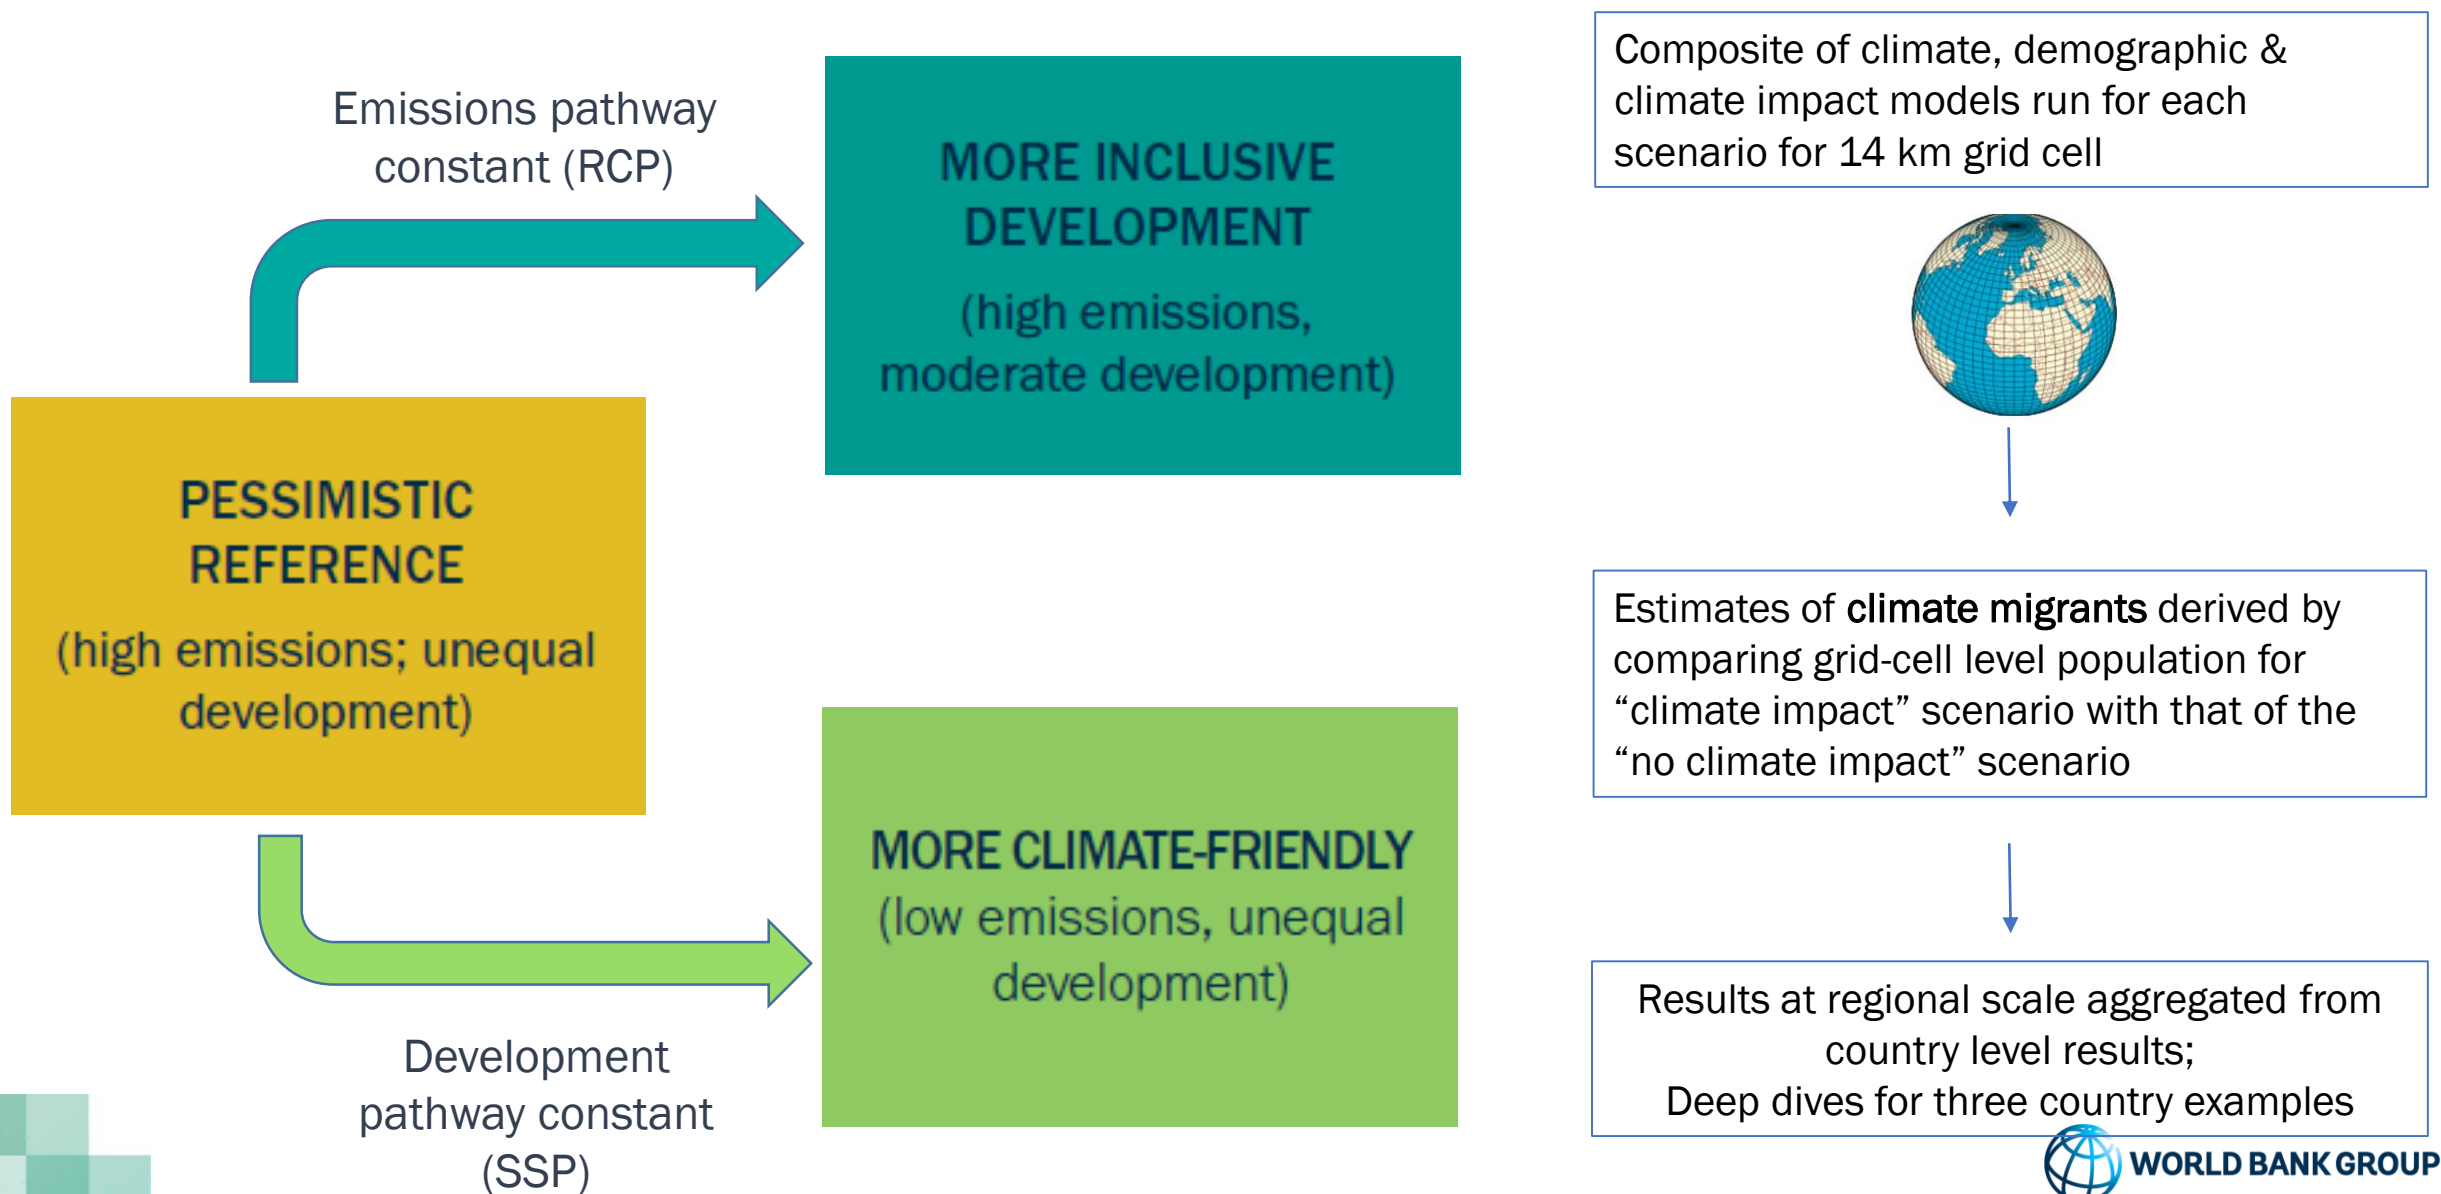 Emissions pathway
constant (RCP)
MORE INCLUSIVE
DEVELOPMENT
(high emissions,
moderate development)
PESSIMISTIC
REFERENCE
(high emissions; unequal
development)
MORE CLIMATE-FRIENDLY
(low emissions, unequal
development)
Development
pathway constant
(SSP)
Composite of climate, demographic &
climate impact models run for each
scenario for 14 km grid cell
Estimates of climate migrants derived by
comparing grid-cell level population for
“climate impact” scenario with that of the
“no climate impact” scenario
Results at regional scale aggregated from
country level results;
Deep dives for three country examples
WORLD BANK GROUP